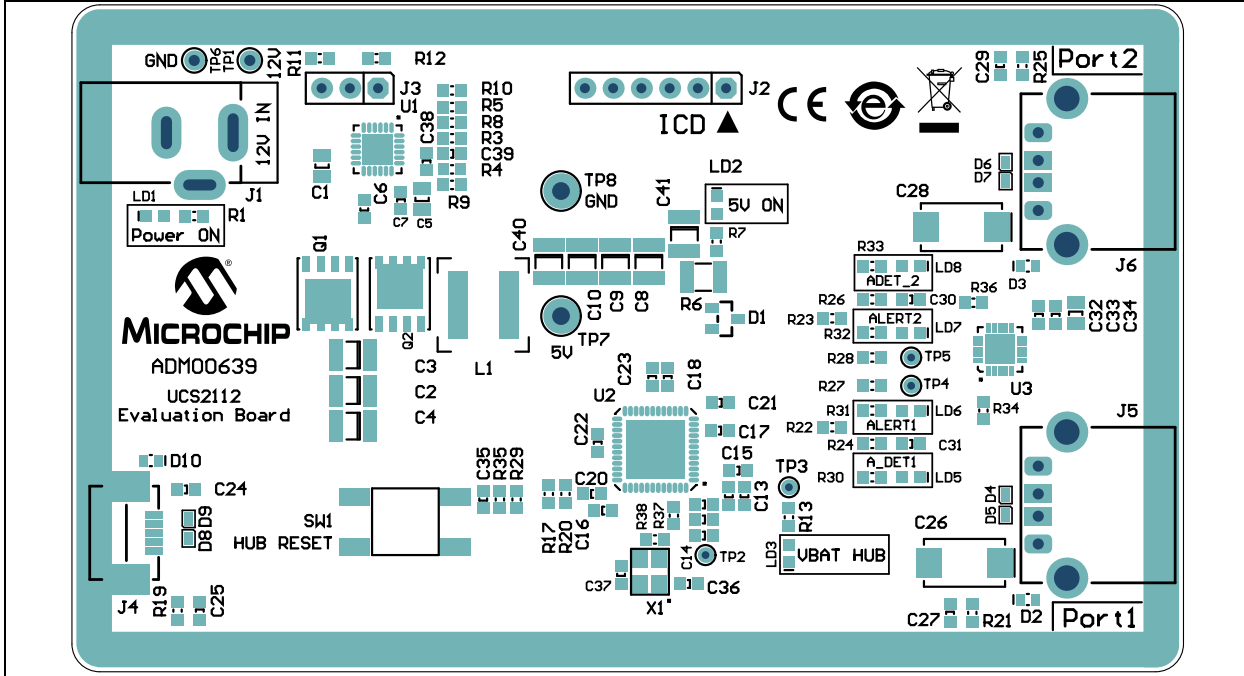 GND
TP6
TP1
12V
R11
R12
J3
U1
R10
R5
R8
R3
C39
R4
R9
C38
C1
C6
C7
C5
12V IN
J1
LD1
R1
Power ON
J2
ICD
CE
e
C29
R25
Port2
TP8
GND
LD2
5V ON
C41
R7
D6
D7
C28
J6
Q1
Q2
C40
C10
C9
C8
R6
D1
R33
LD8
ADET_2
D3
R26
C30
R36
R23
ALERT2
LD7
R32
C32
C33
C34
®
MICROCHIP
ADM00639
UCS2112
Evaluation Board
C3
C2
C4
L1
TP7
5V
R28
TP5
R27
TP4
U3
C23
C18
U2
C21
C17
C22
R31
LD6
ALERT1
R22
R24
C31
R34
J5
A_DET1
R30
LD5
D10
C24
D9
D8
J4
R19
C25
SW1
HUB RESET
C35
R35
R29
R17
R20
C20
C16
C15
C13
TP3
R13
R38
R37
C14
TP2
C37
C36
X1
LD3
VBAT HUB
D4
D5
C26
C27
R21
D2
Port1